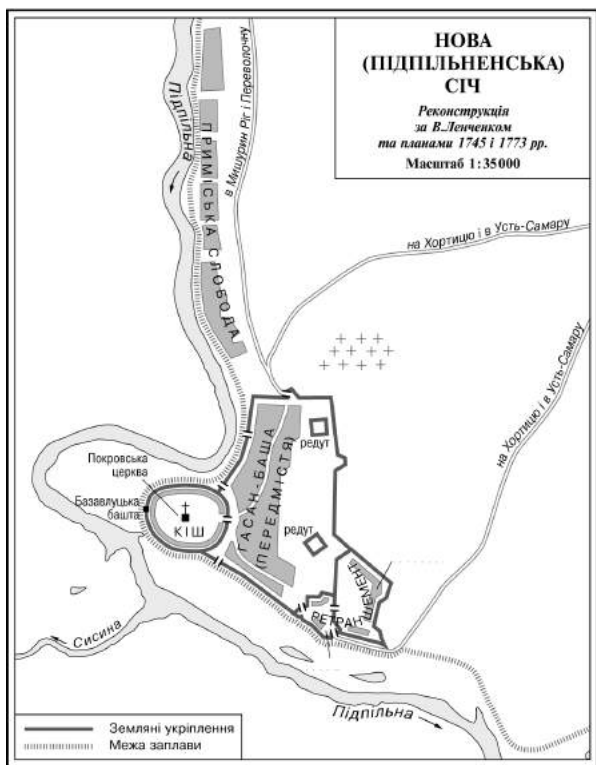 НОВА
(ПІДПІЛЬНЕНСЬКА)
СІЧ
Реконструкція
за В.Ленченком
та планами 1745 і 1773 рр.
Масштаб 1:35000
Підпільна
ПРИМІСЬКА СЛОБОДА
в Мишурин Ріг і Переволочну
на Хортицю і в Усть-Самару
на Хортицю і в Усть-Самару
редут
ГАСАН-БАША
(ПЕРЕДМІСТЯ)
Покровська
церква
Базавлуцька
башта
КІШ
редут
РЕТРАНШЕМЕНТ
Сисина
Підпільна
Земляні укріплення
Межа заплави